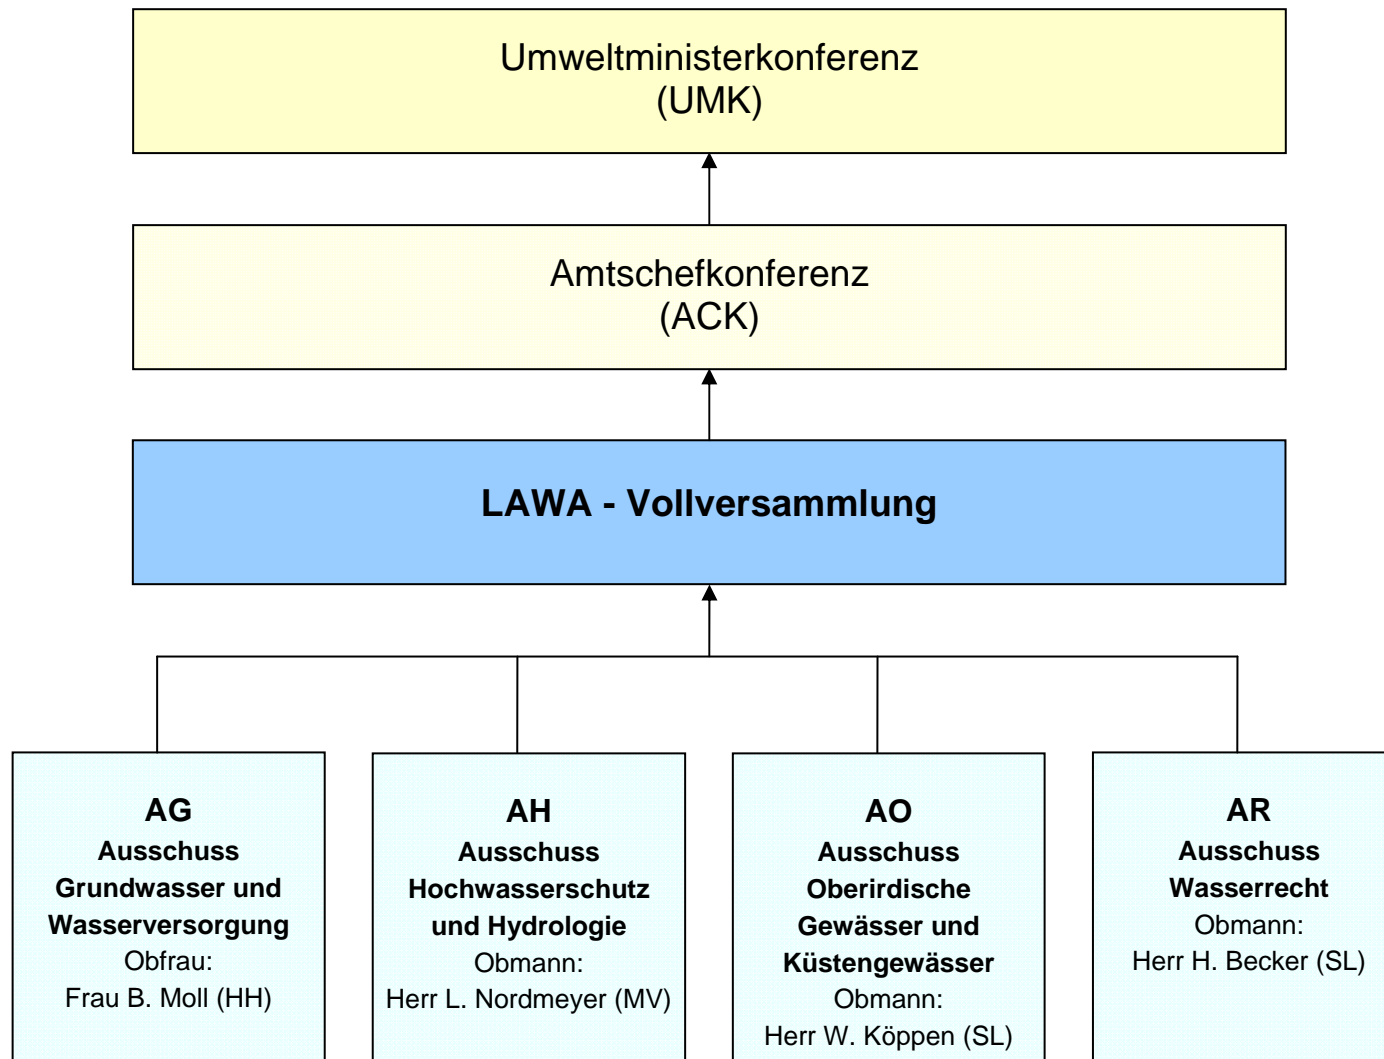 Umweltministerkonferenz
(UMK)
Amtschefkonferenz
(ACK)
LAWA - Vollversammlung
AG
Ausschuss
Grundwasser und
Wasserversorgung
Obfrau:
Frau B. Moll (HH)
AH
Ausschuss
Hochwasserschutz
und Hydrologie
Obmann:
Herr L. Nordmeyer (MV)
AO
Ausschuss
Oberirdische
Gewässer und
Küstengewässer
Obmann:
Herr W. Köppen (SL)
AR
Ausschuss
Wasserrecht
Obmann:
Herr H. Becker (SL)